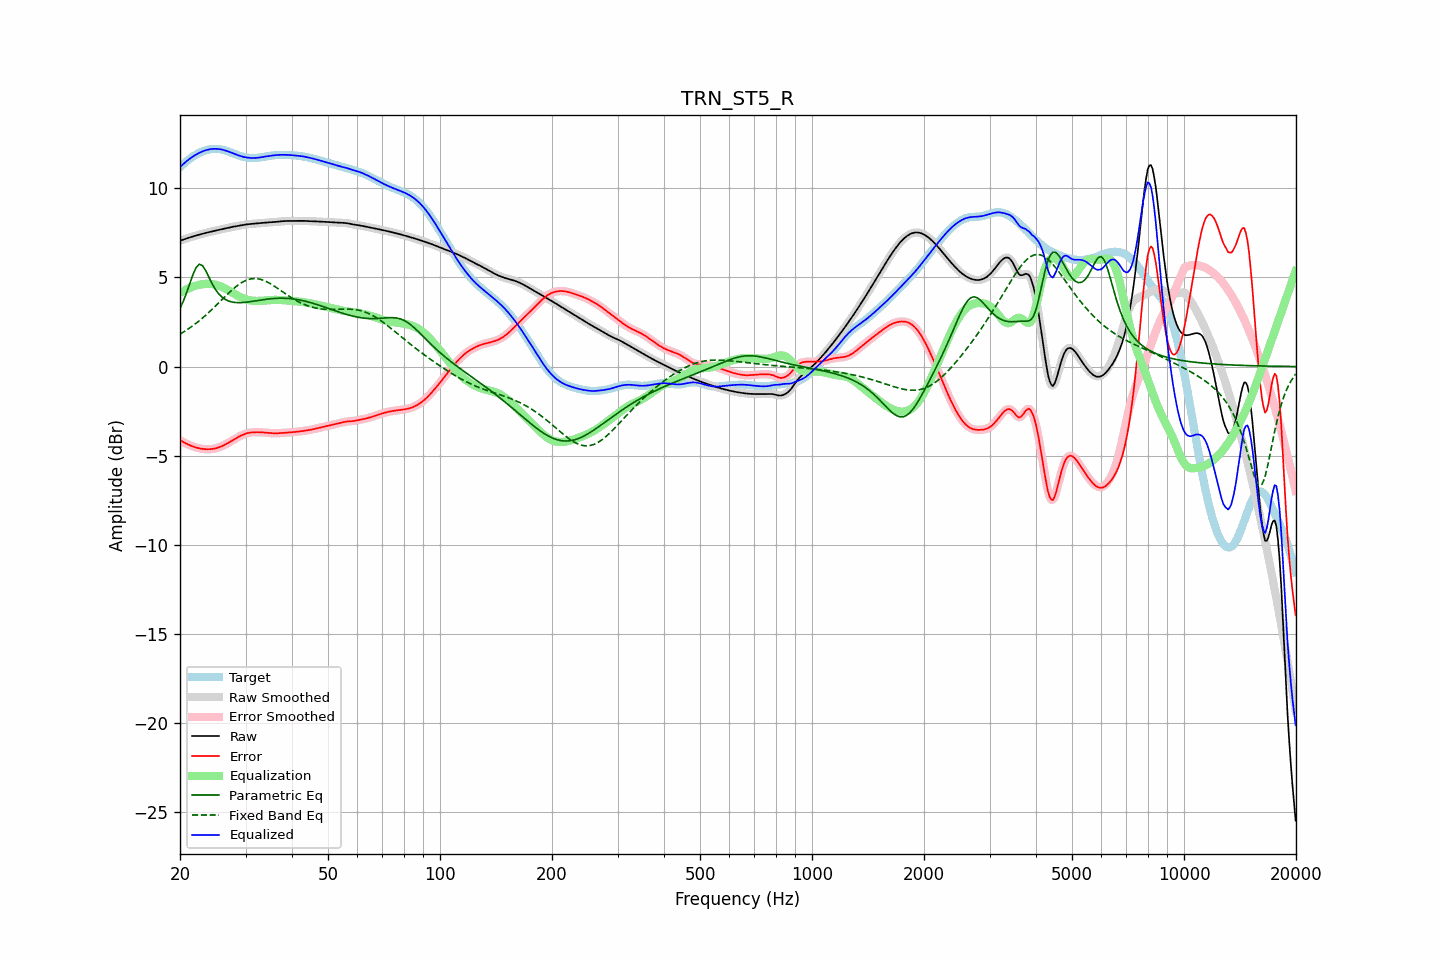 TRN_ST5_R
Amplitude (dBr)
10
5
0
−5
−10
−15
−20
−25
Target
Raw Smoothed
Error Smoothed
Raw
Error
Equalization
Parametric Eq
Fixed Band Eq
Equalized
20
50
100
200
500
1000
2000
5000
10000
20000
Frequency (Hz)